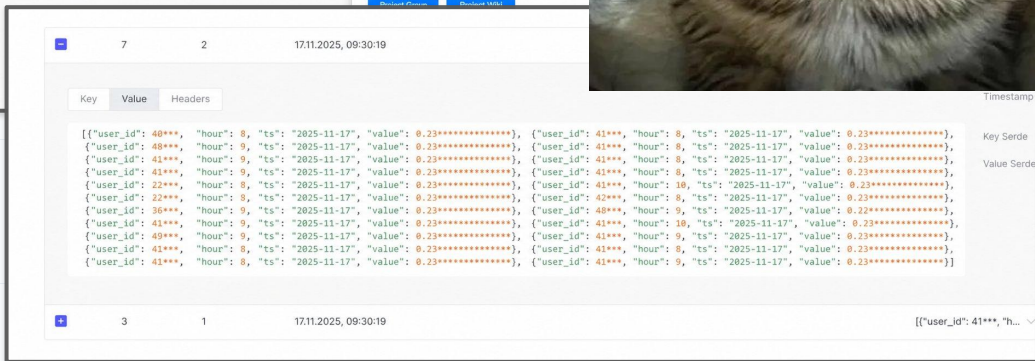 Project Group Project Wiki
7 2 17.11.2025, 09:30:19
Key Value Headers
Timestamp
Key Serde
Value Serde
[{"user_id": 40***, "hour": 8, "ts": "2025-11-17", "value": 0.23***************}, {"user_id": 41***, "hour": 8, "ts": "2025-11-17", "value": 0.23***************},
{"user_id": 48***, "hour": 9, "ts": "2025-11-17", "value": 0.23***************}, {"user_id": 41***, "hour": 8, "ts": "2025-11-17", "value": 0.23***************},
{"user_id": 41***, "hour": 9, "ts": "2025-11-17", "value": 0.23***************}, {"user_id": 41***, "hour": 8, "ts": "2025-11-17", "value": 0.23***************},
{"user_id": 41***, "hour": 9, "ts": "2025-11-17", "value": 0.23***************}, {"user_id": 41***, "hour": 8, "ts": "2025-11-17", "value": 0.23***************},
{"user_id": 22***, "hour": 8, "ts": "2025-11-17", "value": 0.23***************}, {"user_id": 41***, "hour": 10, "ts": "2025-11-17", "value": 0.23***************},
{"user_id": 22***, "hour": 8, "ts": "2025-11-17", "value": 0.23***************}, {"user_id": 42***, "hour": 8, "ts": "2025-11-17", "value": 0.23***************},
{"user_id": 36***, "hour": 9, "ts": "2025-11-17", "value": 0.23***************}, {"user_id": 48***, "hour": 9, "ts": "2025-11-17", "value": 0.22***************},
{"user_id": 41***, "hour": 9, "ts": "2025-11-17", "value": 0.23***************}, {"user_id": 41***, "hour": 10, "ts": "2025-11-17", "value": 0.23***************},
{"user_id": 49***, "hour": 9, "ts": "2025-11-17", "value": 0.23***************}, {"user_id": 41***, "hour": 9, "ts": "2025-11-17", "value": 0.23***************},
{"user_id": 41***, "hour": 8, "ts": "2025-11-17", "value": 0.23***************}, {"user_id": 41***, "hour": 8, "ts": "2025-11-17", "value": 0.23***************},
{"user_id": 41***, "hour": 8, "ts": "2025-11-17", "value": 0.23***************}, {"user_id": 41***, "hour": 9, "ts": "2025-11-17", "value": 0.23***************}]
3 1 17.11.2025, 09:30:19 [{"user_id": 41***, "h...